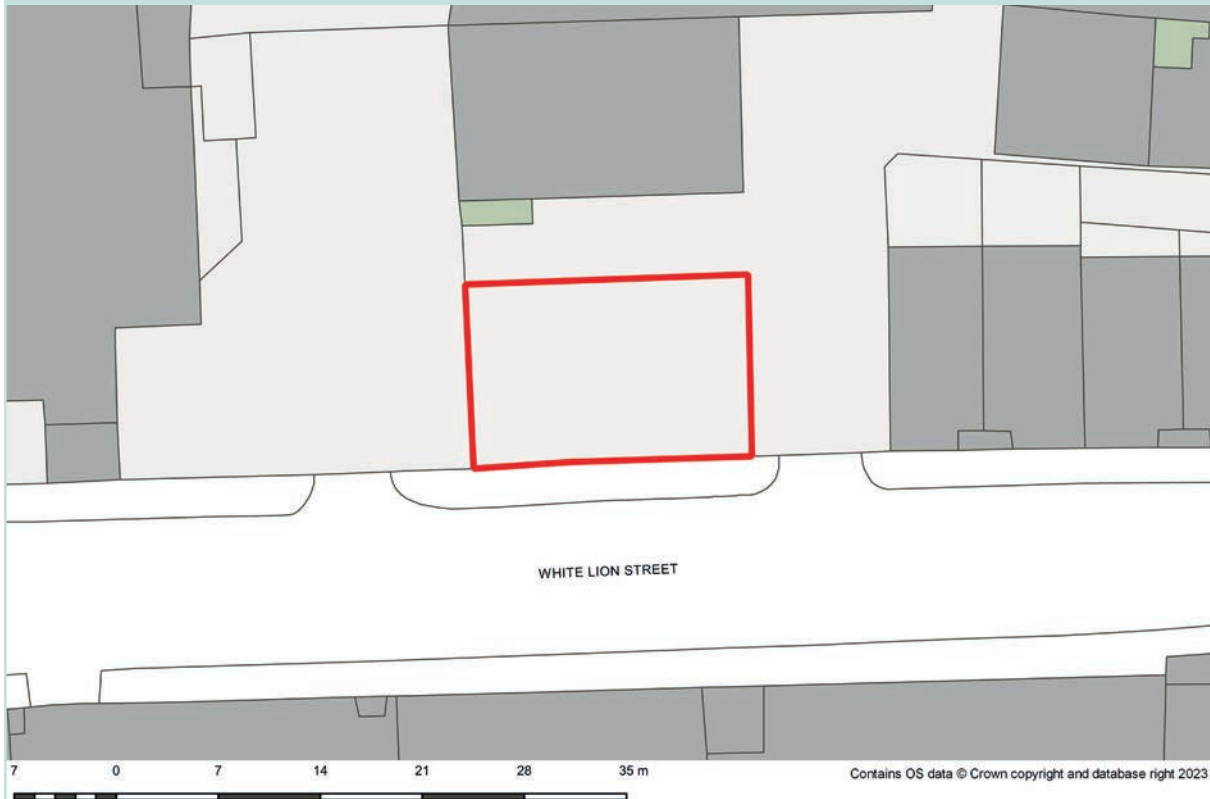 WHITE LION STREET
7 0 7 14 21 28 35 m
Contains OS data © Crown copyright and database right 2023